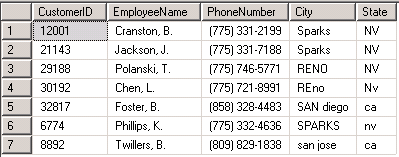 CustomerID EmployeeName PhoneNumber City State
1 12001 Cranston, B. (775) 331-2199 Sparks NV
2 21143 Jackson, J. (775) 331-7188 Sparks NV
3 29188 Polanski, T. (775) 746-5771 RENO NV
4 30192 Chen, L. (775) 721-8991 REno Nv
5 32817 Foster, B. (858) 328-4483 SAN diego ca
6 6774 Phillips, K. (775) 332-4636 SPARKS nv
7 8892 Twillers, B. (809) 829-1838 san jose ca